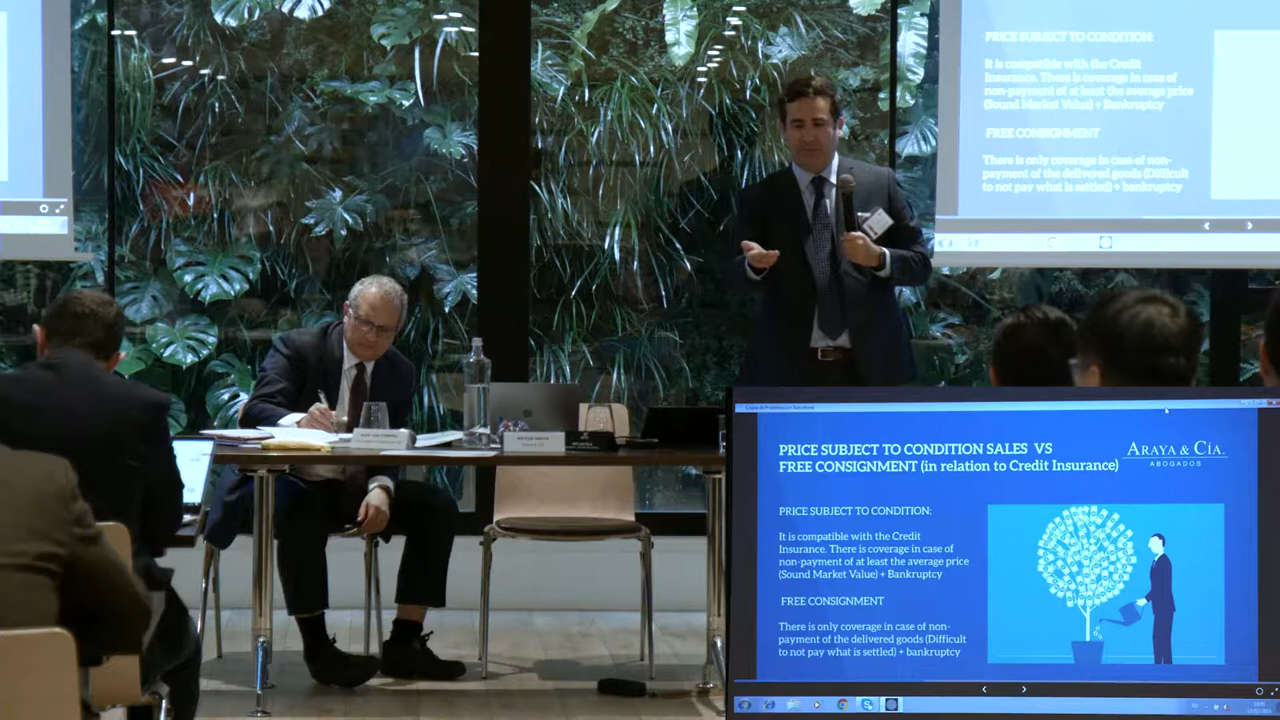 PRICE SUBJECT TO CONDITION:
It is compatible with the Credit
Insurance. There is coverage in case of
non-payment of at least the average price
(Sound Market Value) + Bankruptcy
FREE CONSIGNMENT
There is only coverage in case of non-
payment of the delivered goods (Difficult
to not pay what is settled) + bankruptcy
PRICE SUBJECT TO CONDITION SALES VS
FREE CONSIGNMENT (in relation to Credit Insurance)
ARAYA & CÍA.
ABOGADOS
PRICE SUBJECT TO CONDITION:
It is compatible with the Credit
Insurance. There is coverage in case of
non-payment of at least the average price
(Sound Market Value) + Bankruptcy
FREE CONSIGNMENT
There is only coverage in case of non-
payment of the delivered goods (Difficult
to not pay what is settled) + bankruptcy